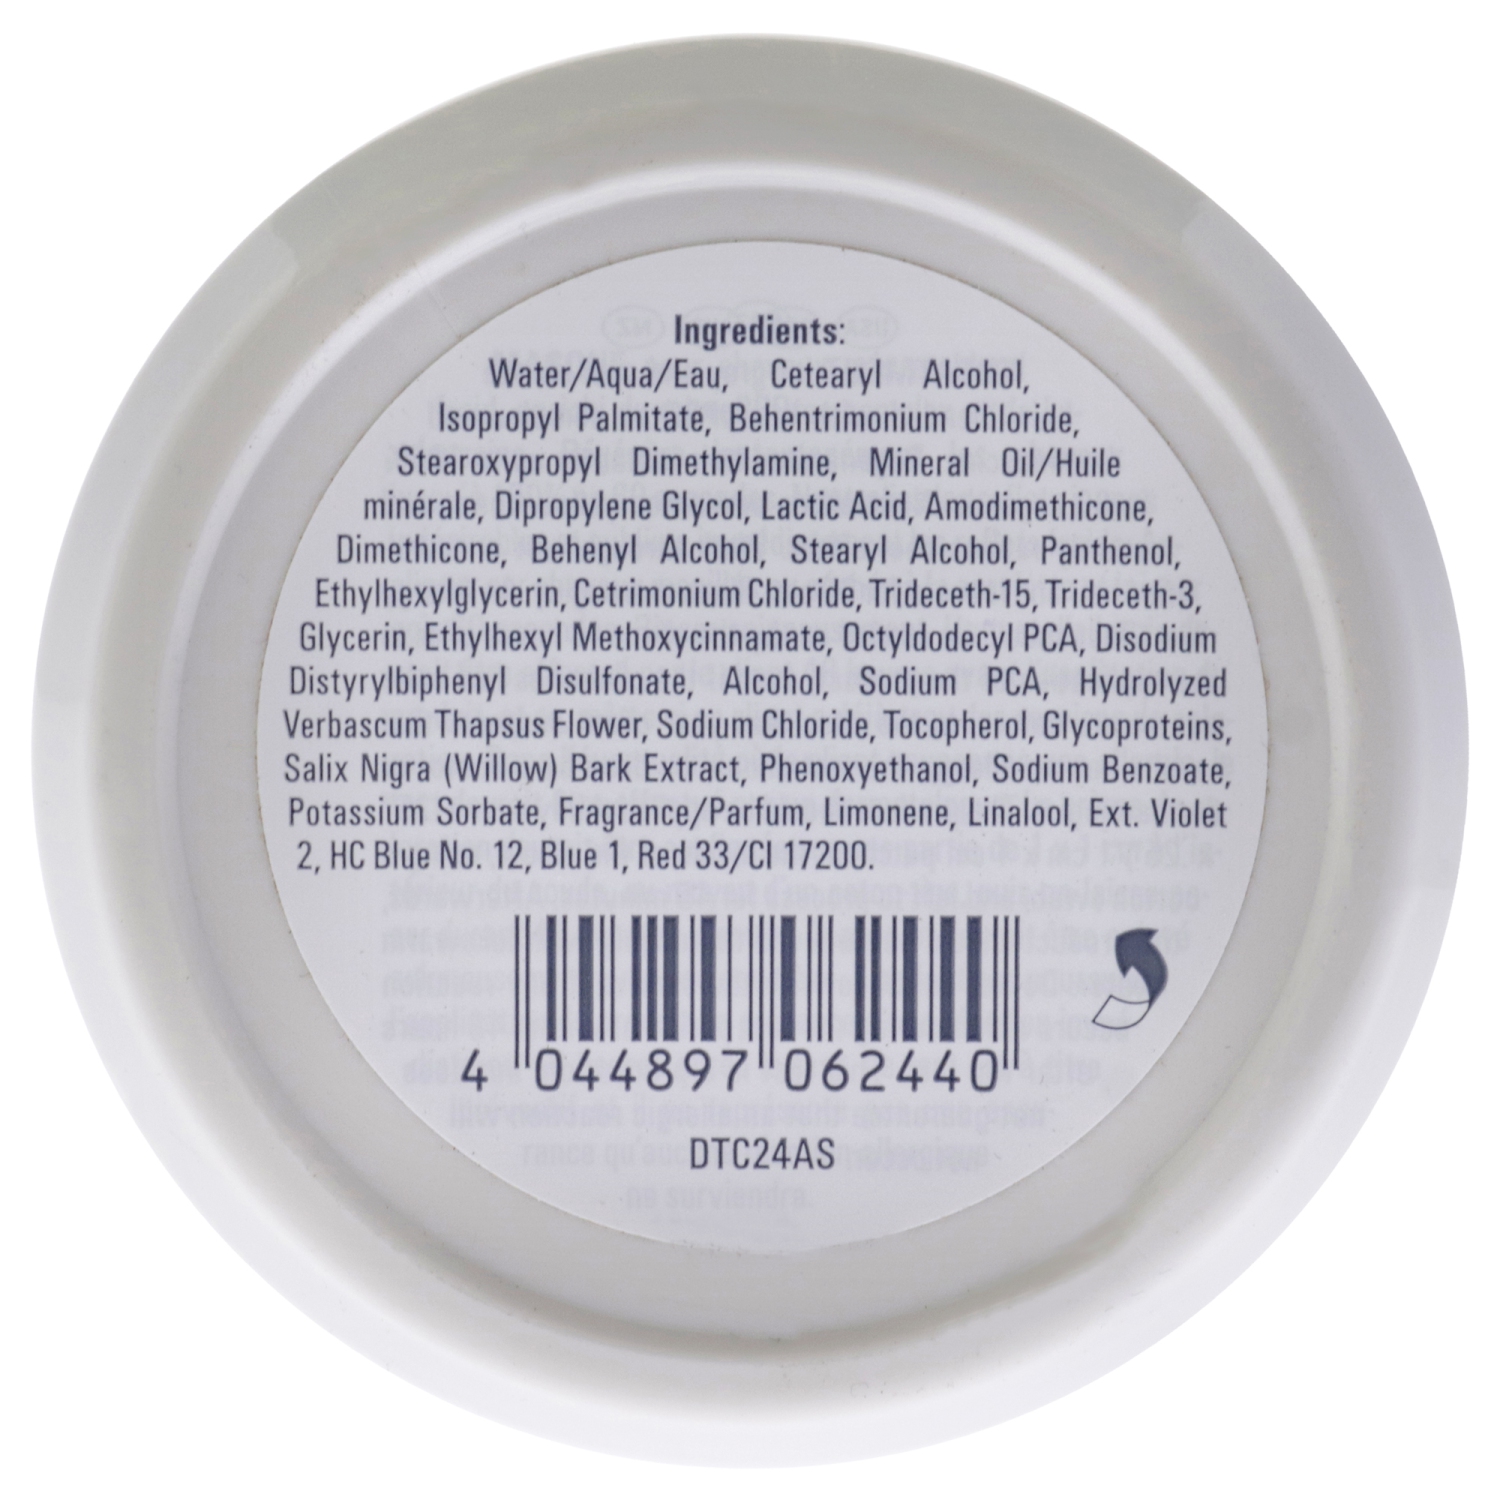 Ingredients:
Water/Aqua/Eau, Cetearyl Alcohol,
Isopropyl Palmitate, Behentrimonium Chloride,
Stearoxypropyl Dimethylamine, Mineral Oil/Huile
minérale, Dipropylene Glycol, Lactic Acid, Amodimethicone,
Dimethicone, Behenyl Alcohol, Stearyl Alcohol, Panthenol,
Ethylhexylglycerin, Cetrimonium Chloride, Trideceth-15, Trideceth-3,
Glycerin, Ethylhexyl Methoxycinnamate, Octyldodecyl PCA, Disodium
Distyrylbiphenyl Disulfonate, Alcohol, Sodium PCA, Hydrolyzed
Verbascum Thapsus Flower, Sodium Chloride, Tocopherol, Glycoproteins,
Salix Nigra (Willow) Bark Extract, Phenoxyethanol, Sodium Benzoate,
Potassium Sorbate, Fragrance/Parfum, Limonene, Linalool, Ext. Violet
2, HC Blue No. 12, Blue 1, Red 33/CI 17200.
4 044897 062440
DTC24AS